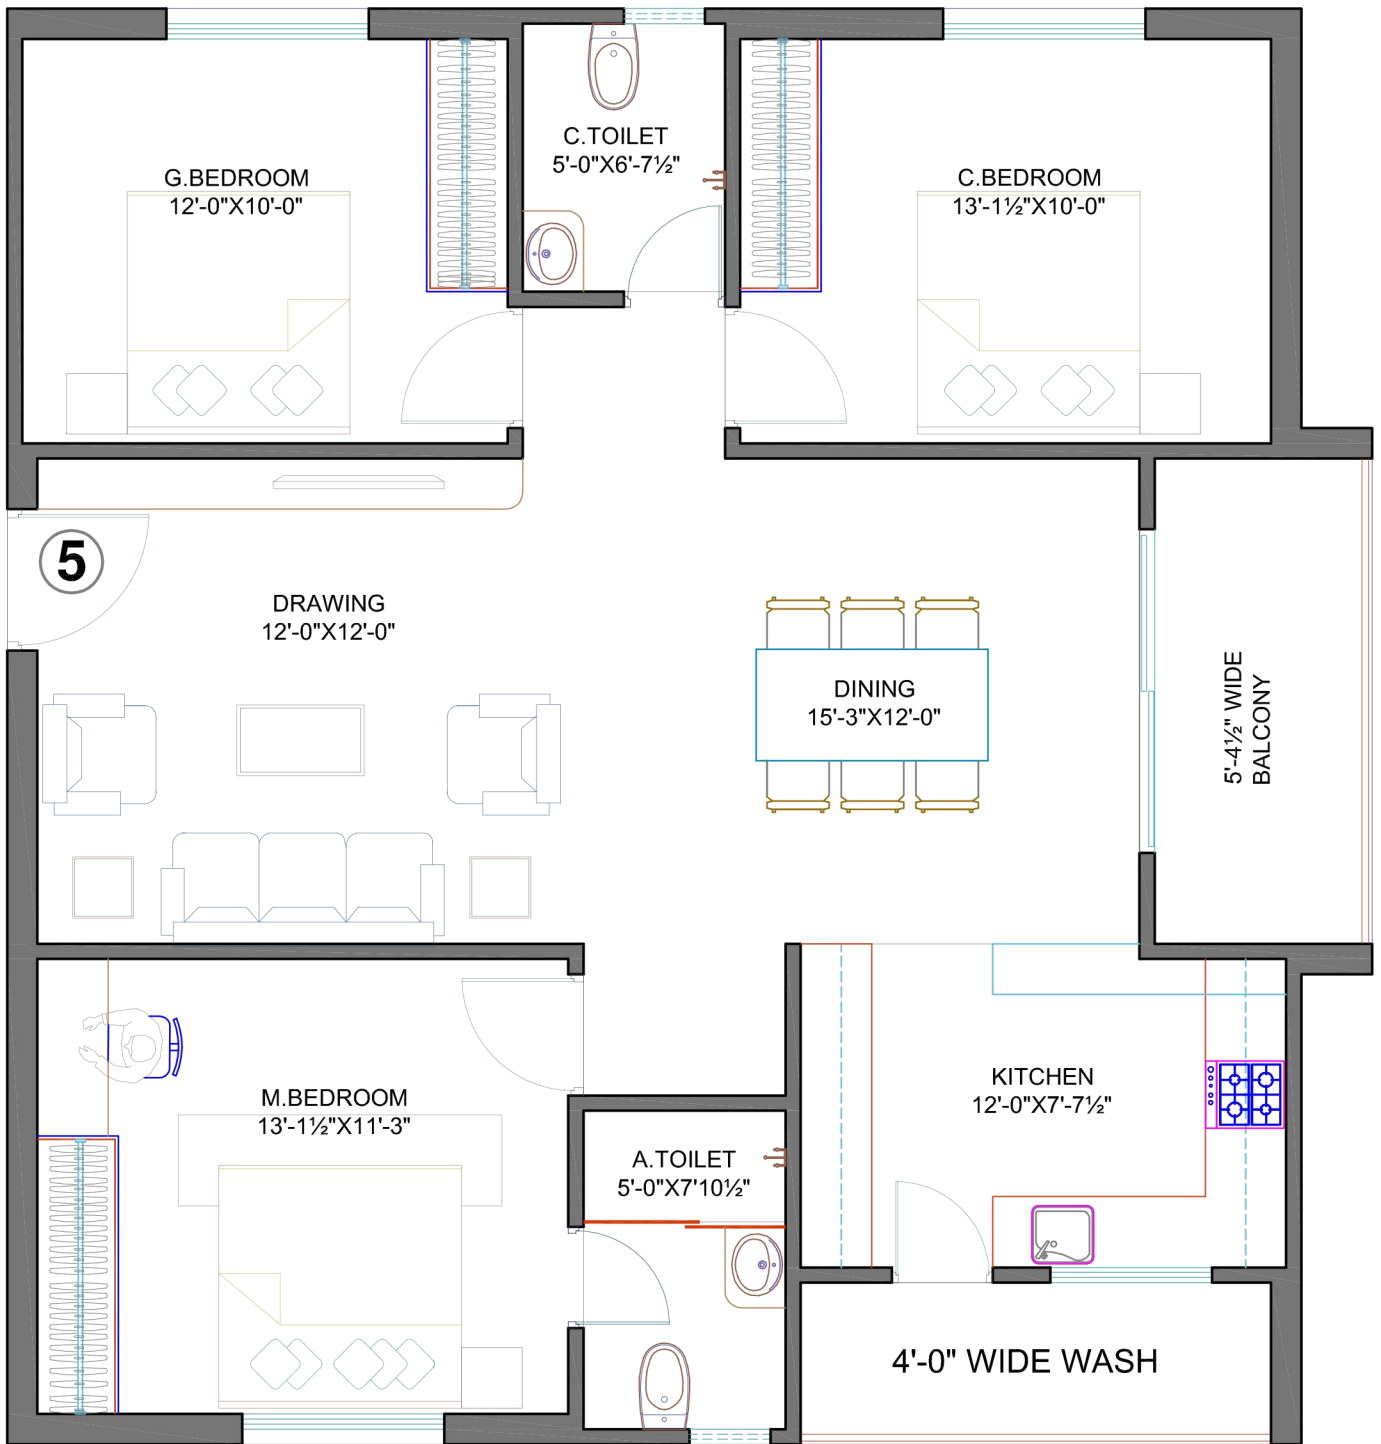 C.TOILET
5'-0"X6'-7½"
G.BEDROOM
12'-0"X10'-0"
C.BEDROOM
13'-1½"X10'-0"
5
DRAWING
12'-0"X12'-0"
DINING
15'-3"X12'-0"
5'-4½" WIDE
BALCONY
M.BEDROOM
13'-1½"X11'-3"
KITCHEN
12'-0"X7'-7½"
A.TOILET
5'-0"X7'10½"
4'-0" WIDE WASH